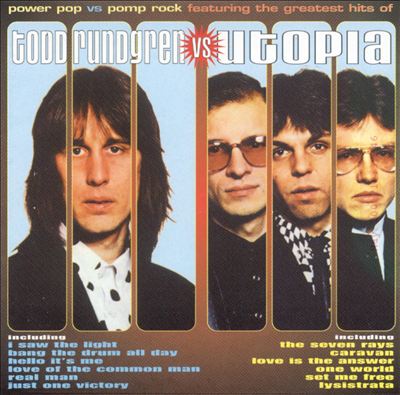 power pop vs pomp rock featuring the greatest hits of
todd rundgren vs utopia
including
i saw the light
bang the drum all day
hello it's me
love of the common man
real man
just one victory
including
the seven rays
caravan
love is the answer
one world
set me free
lysistrata